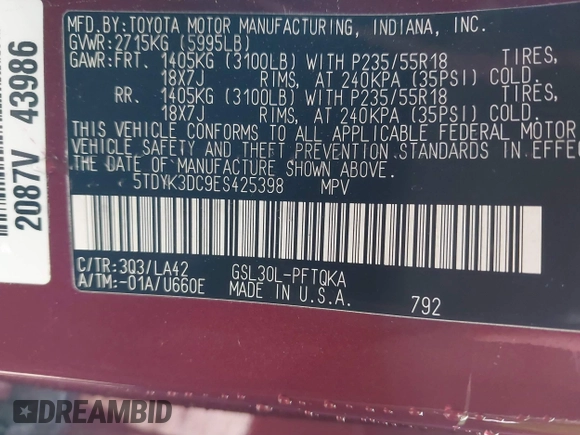 MFD.BY:TOYOTA MOTOR MANUFACTURING, INDIANA, INC.
GVWR:2715KG (5995LB)
GAWR:FRT. 1405KG (3100LB) WITH P235/55R18 TIRES,
18X7J RIMS, AT 240KPA (35PSI) COLD.
RR. 1405KG (3100LB) WITH P235/55R18 TIRES,
18X7J RIMS, AT 240KPA (35PSI) COLD.
THIS VEHICLE CONFORMS TO ALL APPLICABLE FEDERAL MOTOR
VEHICLE SAFETY AND THEFT PREVENTION STANDARDS IN EFFE
THE DATE OF MANUFACTURE SHOWN ABOVE.
5TDYK3DC9ES425398 MPV
C/TR:3Q3/LA42 GSL30L-PFTQKA
A/TM:-01A/U660E MADE IN U.S.A. 792
2087V 43986
DREAMBID